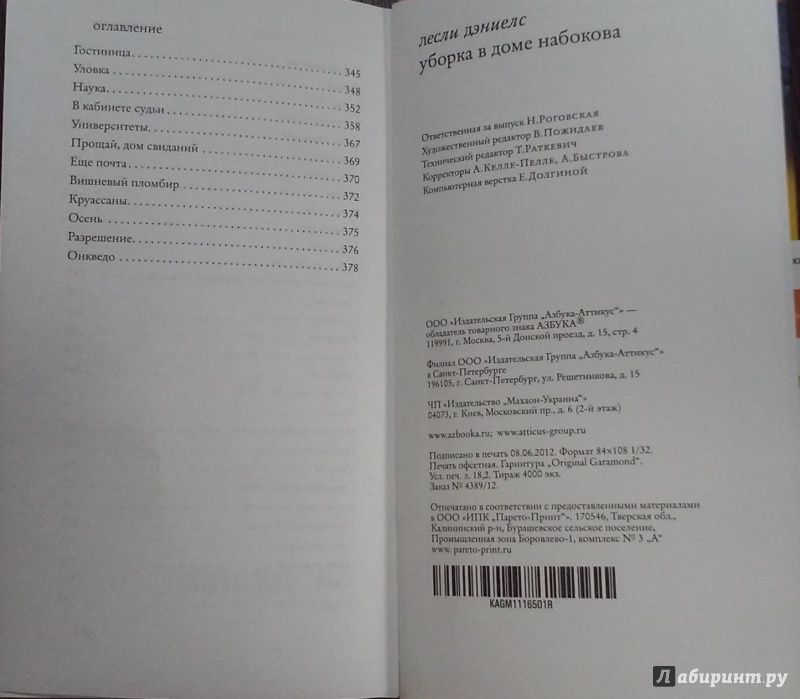 оглавление
Гостиница. . . . . . . . . . . . . . . . . . . . . . 345
Уловка . . . . . . . . . . . . . . . . . . . . . . 348
Наука. . . . . . . . . . . . . . . . . . . . . . 352
В кабинете судьи . . . . . . . . . . . . . . . . . . 358
Университеты. . . . . . . . . . . . . . . . . . . . 367
Прощай, дом свиданий . . . . . . . . . . . . . . . 369
Еще почта. . . . . . . . . . . . . . . . . . . . . . 370
Вишневый пломбир . . . . . . . . . . . . . . . . . 372
Круассаны. . . . . . . . . . . . . . . . . . . . . . 374
Осень . . . . . . . . . . . . . . . . . . . . . . 375
Разрешение. . . . . . . . . . . . . . . . . . . . . 376
Онкведо . . . . . . . . . . . . . . . . . . . . . . 378
лесли дэниелс
уборка в доме набокова
Ответственная за выпуск Н.Роговская
Художественный редактор В.Пожидаев
Технический редактор Т.Раткевич
Корректоры А.Келле-Пелле, А.Быстрова
Компьютерная верстка Е.Долгиной
ООО «Издательская Группа „Азбука-Аттикус“» —
обладатель товарного знака АЗБУКА®
119991, г. Москва, 5-й Донской проезд, д. 15, стр. 4
Филиал ООО «Издательская Группа „Азбука-Аттикус“»
в Санкт-Петербурге
196105, г. Санкт-Петербург, ул. Решетникова, д. 15
ЧП «Издательство „Махаон-Украина“»
04073, г. Киев, Московский пр., д. 6 (2-й этаж)
www.azbooka.ru; www.atticus-group.ru
Подписано в печать 08.06.2012. Формат 84×108 1/32.
Печать офсетная. Гарнитура „Original Garamond“.
Усл. печ. л. 18,2. Тираж 4000 экз.
Заказ № 4389/12.
Отпечатано в соответствии с предоставленными материалами
в ООО «ИПК „Парето-Принт“». 170546, Тверская обл.,
Калининский р-н, Бурашевское сельское поселение,
Промышленная зона Боровлево-1, комплекс № 3 „А“
www.pareto-print.ru
KAGM1116501R
Лабиринт.ру